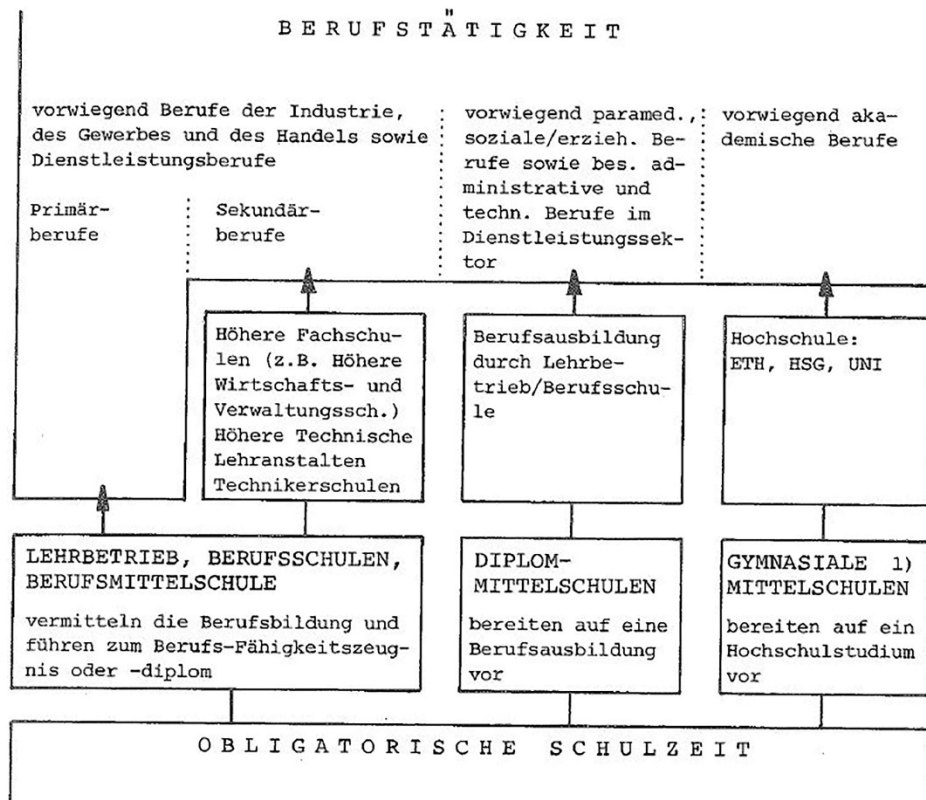 BERUFSTÄTIGKEIT
vorwiegend Berufe der Industrie,
des Gewerbes und des Handels sowie
Dienstleistungsberufe
Primär-
berufe
Sekundär-
berufe
vorwiegend paramed.,
soziale/erzieh. Be-
rufe sowie bes. ad-
ministrative und
techn. Berufe im
Dienstleistungssek-
tor
vorwiegend aka-
demische Berufe
Höhere Fachschu-
len (z.B. Höhere
Wirtschafts- und
Verwaltungssch.)
Höhere Technische
Lehranstalten
Technikerschulen
Berufsausbildung
durch Lehrbe-
trieb/Berufsschu-
le
Hochschule:
ETH, HSG, UNI
LEHRBETRIEB, BERUFSSCHULEN,
BERUFSMITTELSCHULE
vermitteln die Berufsbildung und
führen zum Berufs-Fähigkeitszeug-
nis oder -diplom
DIPLOM-
MITTELSCHULEN
bereiten auf eine
Berufsausbildung
vor
GYMNASIALE 1)
MITTELSCHULEN
bereiten auf ein
Hochschulstudium
vor
OBLIGATORISCHE SCHULZEIT